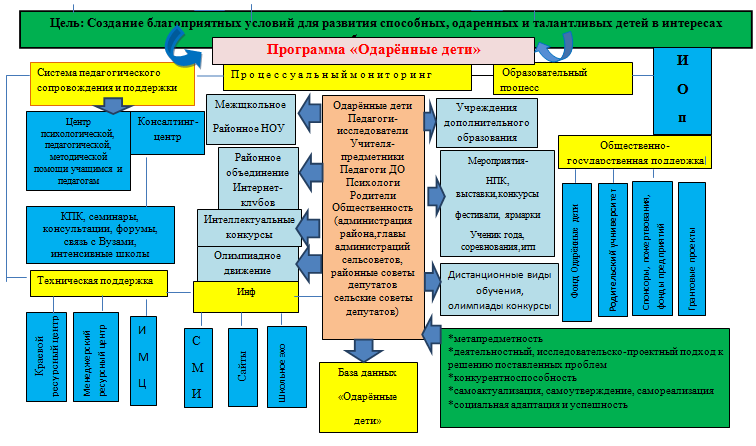 Цель: Создание благоприятных условий для развития способных, одаренных и талантливых детей в интересах
Программа «Одарённые дети»
Система педагогического
сопровождения и поддержки
П р о ц е с с у а л ь н ы й м о н и т о р и н г
Образовательный
процесс
И
О
п
Центр
психологической,
педагогической,
методической
помощи учащимся и
педагогам
Консалтинг-
центр
Межщкольное
Районное НОУ
Районное
объединение
Интернет-
клубов
Интеллектуальные
конкурсы
Олимпиадное
движение
Одарённые дети
Педагоги-
исследователи
Учителя-
предметники
Педагоги ДО
Психологи
Родители
Общественность
(администрация
района,главы
администраций
сельсоветов,
районные советы
депутатов
сельские советы
депутатов)
Учреждения
дополнительного
образования
Мероприятия-
НПК,
выставки,конкурсы
фестивали, ярмарки
Ученик года,
соревнования,итп
Дистанционные виды
обучения,
олимпиады конкурсы
Общественно-
государственная поддержка
Фонд Одарённые дети
Родительский университет
Спонсоры, пожертвования,
фонды предприятий
Грантовые проекты
КПК, семинары,
консультации, форумы,
связь с Вузами,
интенсивные школы
Техническая поддержка
Инф
Краевой
ресурсный центр
Менеджерский
ресурсный центр
И
М
Ц
С
М
И
Сайты
Школьное эхо
База данных
«Одарённые
дети»
*метапредметность
*деятельностный, исследовательско-проектный подход к
решению поставленных проблем
*конкурентноспособность
*самоактуализация, самоутверждение, самореализация
*социальная адаптация и успешность